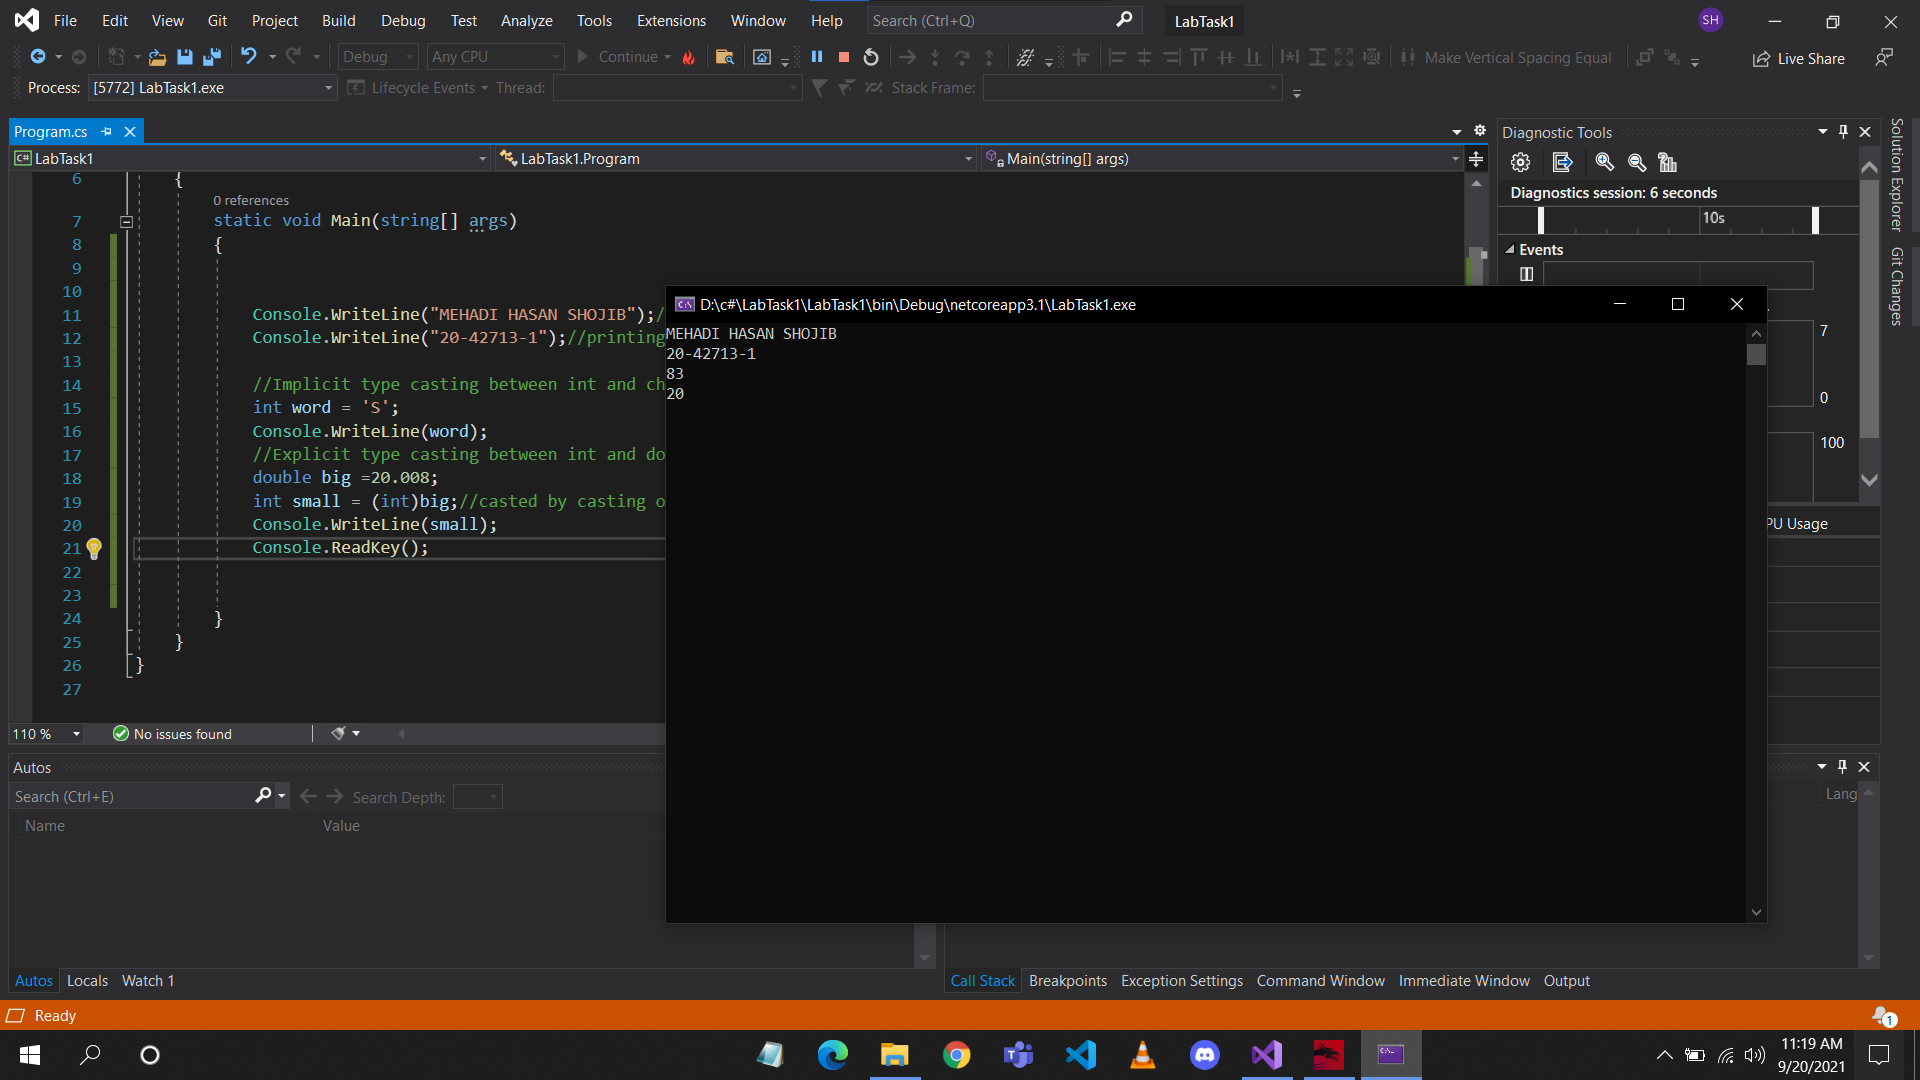 File Edit View Git Project Build Debug Test Analyze Tools Extensions Window Help Search (Ctrl+Q) LabTask1 SH
Debug Any CPU Continue Make Vertical Spacing Equal Live Share
Process: [5772] LabTask1.exe Lifecycle Events Thread: Stack Frame:
Program.cs
C# LabTask1 LabTask1.Program Main(string[] args)
6 {
0 references
7 static void Main(string[] args)
8 {
9
10
11 Console.WriteLine("MEHADI HASAN SHOJIB");/
12 Console.WriteLine("20-42713-1");//printing
13
14 //Implicit type casting between int and ch
15 int word = 'S';
16 Console.WriteLine(word);
17 //Explicit type casting between int and do
18 double big =20.008;
19 int small = (int)big;//casted by casting o
20 Console.WriteLine(small);
21 Console.ReadKey();
22
23
24 }
25 }
26 }
27
110 % No issues found
D:\c#\LabTask1\LabTask1\bin\Debug\netcoreapp3.1\LabTask1.exe
MEHADI HASAN SHOJIB
20-42713-1
83
20
Diagnostic Tools
Diagnostics session: 6 seconds
10s
Events
7
0
100
PU Usage
Solution Explorer
Git Changes
Autos
Search (Ctrl+E) Search Depth:
Name Value
Lang
Autos Locals Watch 1
Call Stack Breakpoints Exception Settings Command Window Immediate Window Output
Ready 1
11:19 AM
9/20/2021